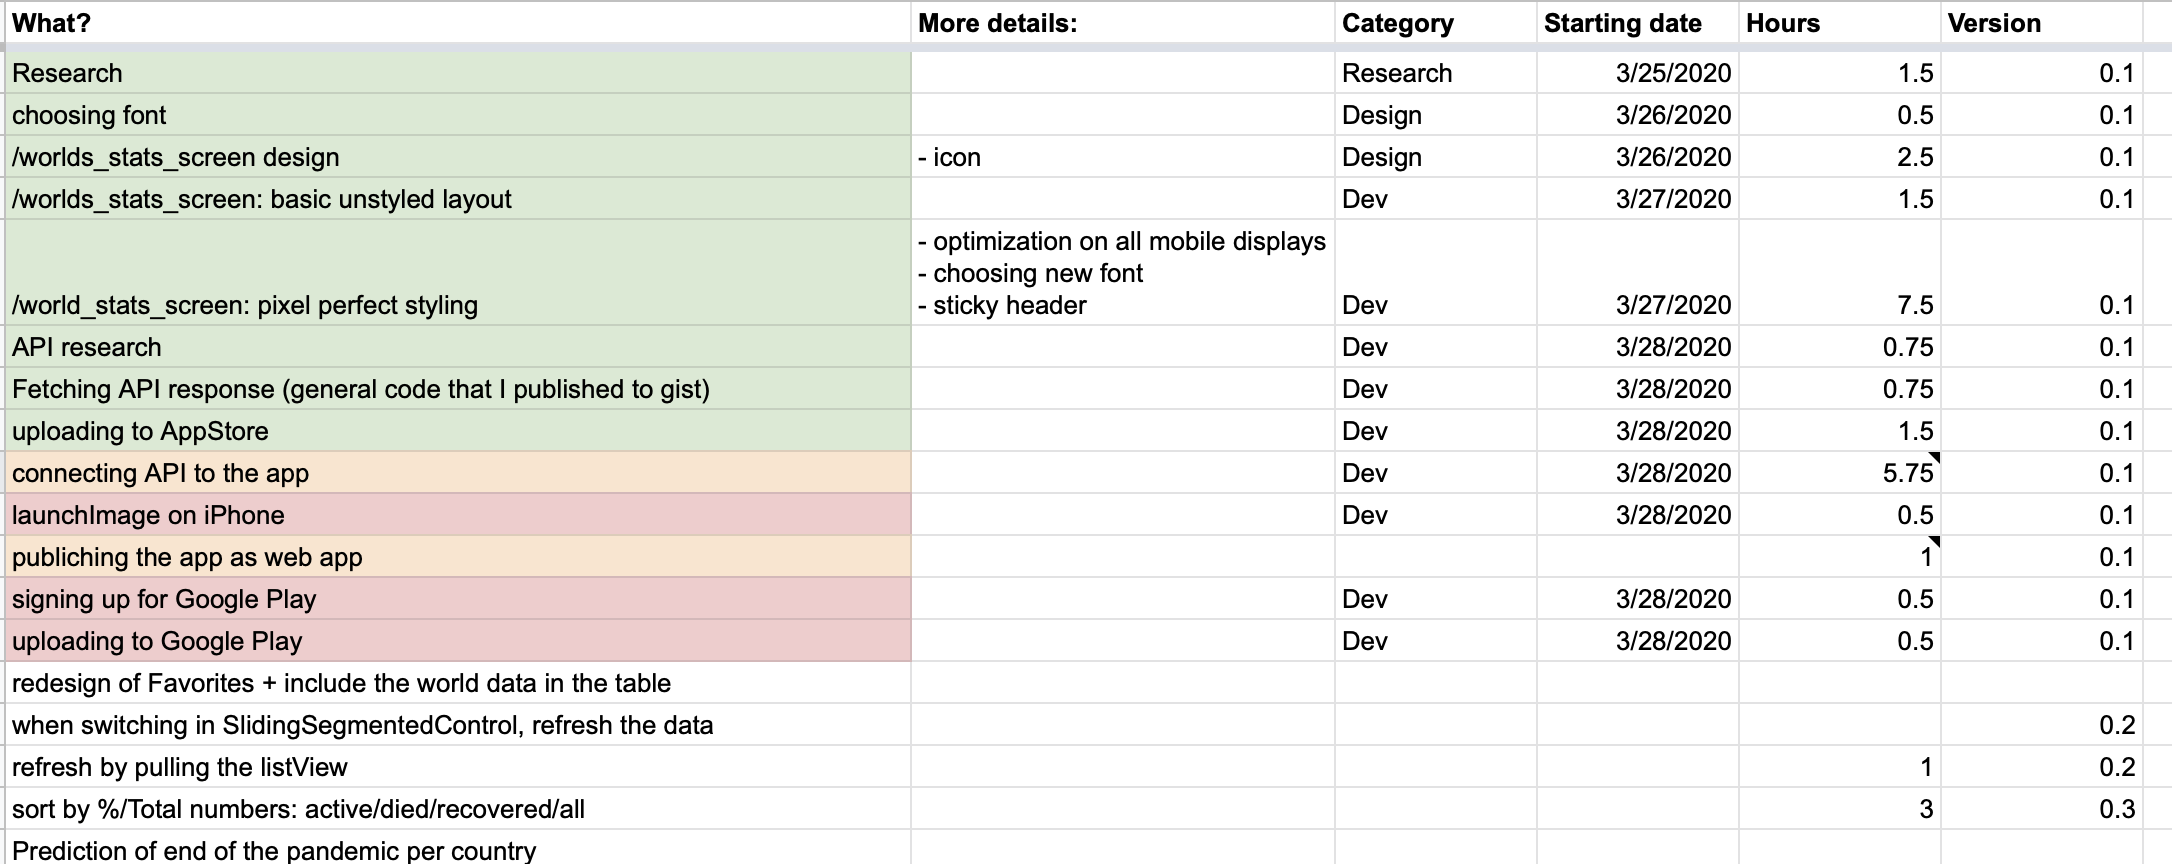 What? More details: Category Starting date Hours Version
Research Research 3/25/2020 1.5 0.1
choosing font Design 3/26/2020 0.5 0.1
/worlds_stats_screen design - icon Design 3/26/2020 2.5 0.1
/worlds_stats_screen: basic unstyled layout Dev 3/27/2020 1.5 0.1
- optimization on all mobile displays
- choosing new font
/world_stats_screen: pixel perfect styling - sticky header Dev 3/27/2020 7.5 0.1
API research Dev 3/28/2020 0.75 0.1
Fetching API response (general code that I published to gist) Dev 3/28/2020 0.75 0.1
uploading to AppStore Dev 3/28/2020 1.5 0.1
connecting API to the app Dev 3/28/2020 5.75 0.1
launchImage on iPhone Dev 3/28/2020 0.5 0.1
publiching the app as web app 1 0.1
signing up for Google Play Dev 3/28/2020 0.5 0.1
uploading to Google Play Dev 3/28/2020 0.5 0.1
redesign of Favorites + include the world data in the table
when switching in SlidingSegmentedControl, refresh the data 0.2
refresh by pulling the listView 1 0.2
sort by %/Total numbers: active/died/recovered/all 3 0.3
Prediction of end of the pandemic per country